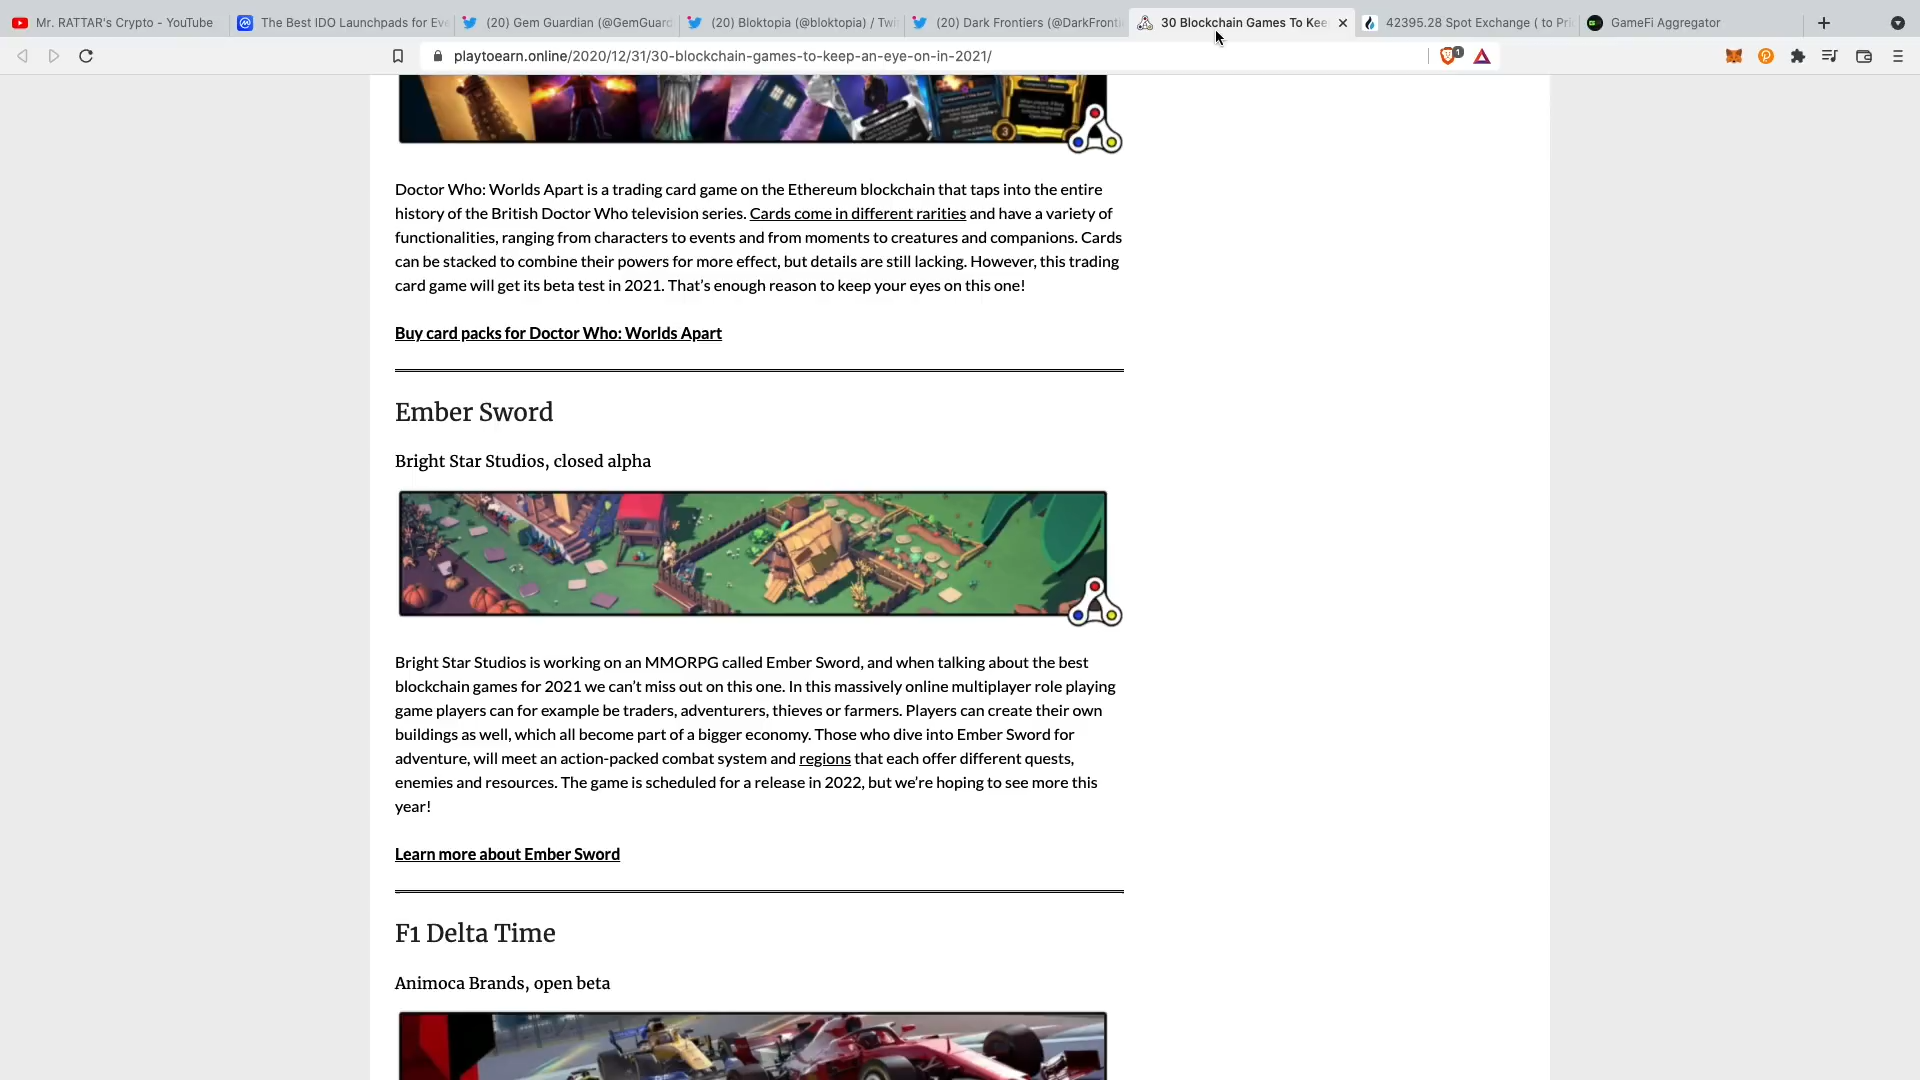 Mr. RATTAR's Crypto - YouTube
The Best IDO Launchpads for Eve
(20) Gem Guardian (@GemGuard
(20) Bloktopia (@bloktopia) / Twi
(20) Dark Frontiers (@DarkFronti
30 Blockchain Games To Kee
42395.28 Spot Exchange ( to Pri
GameFi Aggregator
playtoearn.online/2020/12/31/30-blockchain-games-to-keep-an-eye-on-in-2021/
1
3
Doctor Who: Worlds Apart is a trading card game on the Ethereum blockchain that taps into the entire
history of the British Doctor Who television series. Cards come in different rarities and have a variety of
functionalities, ranging from characters to events and from moments to creatures and companions. Cards
can be stacked to combine their powers for more effect, but details are still lacking. However, this trading
card game will get its beta test in 2021. That’s enough reason to keep your eyes on this one!
Buy card packs for Doctor Who: Worlds Apart
Ember Sword
Bright Star Studios, closed alpha
Bright Star Studios is working on an MMORPG called Ember Sword, and when talking about the best
blockchain games for 2021 we can’t miss out on this one. In this massively online multiplayer role playing
game players can for example be traders, adventurers, thieves or farmers. Players can create their own
buildings as well, which all become part of a bigger economy. Those who dive into Ember Sword for
adventure, will meet an action-packed combat system and regions that each offer different quests,
enemies and resources. The game is scheduled for a release in 2022, but we’re hoping to see more this
year!
Learn more about Ember Sword
F1 Delta Time
Animoca Brands, open beta